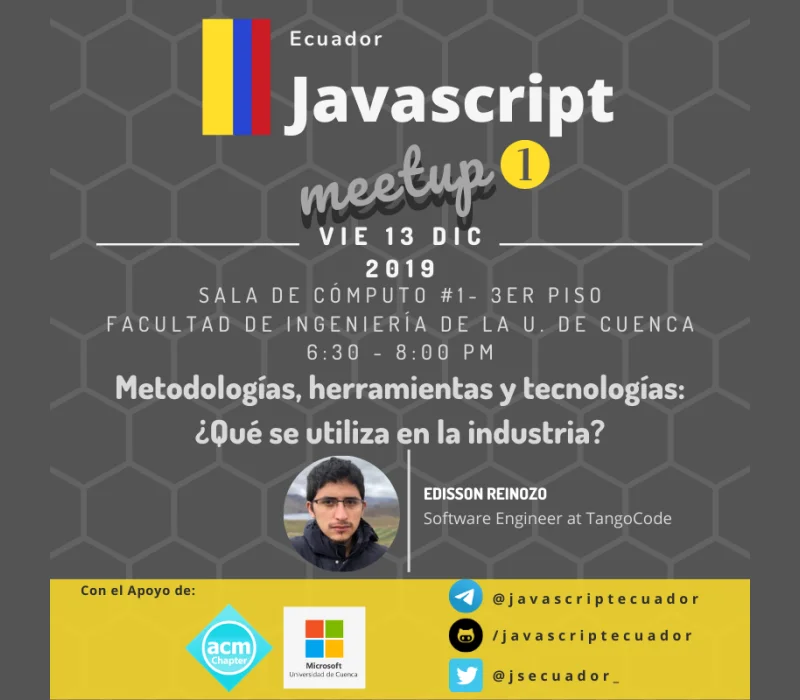 Ecuador
Javascript
meetup 1
VIE 13 DIC
2019
SALA DE CÓMPUTO #1- 3ER PISO
FACULTAD DE INGENIERÍA DE LA U. DE CUENCA
6:30 - 8:00 PM
Metodologías, herramientas y tecnologías:
¿Qué se utiliza en la industria?
EDISSON REINOZO
Software Engineer at TangoCode
Con el Apoyo de:
acm
Chapter
Microsoft
Universidad de Cuenca
@javascriptecuador
/javascriptecuador
@jsecuador_